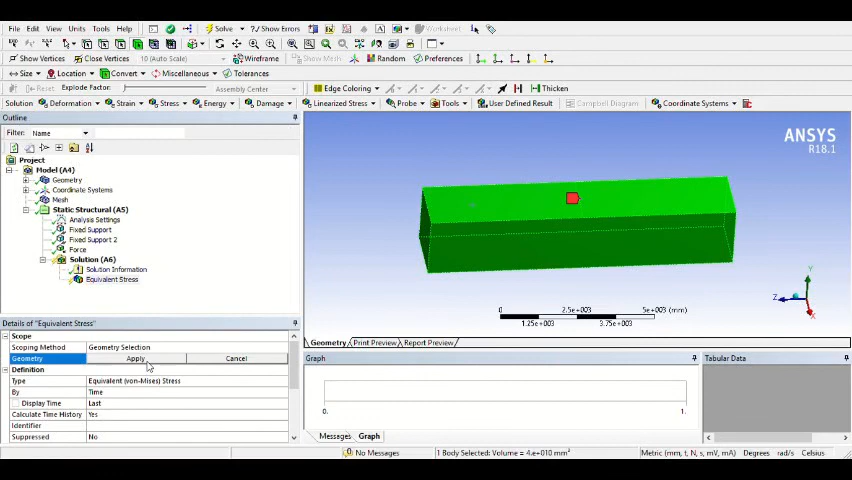 File Edit View Units Tools Help Solve ?/Show Errors Worksheet
Show Vertices Close Vertices 10 (Auto Scale) Wireframe Show Mesh Random Preferences
Size Location Convert Miscellaneous Tolerances
Reset Explode Factor: Assembly Center Edge Coloring Thicken
Solution Deformation Strain Stress Energy Damage Linearized Stress Probe Tools User Defined Result Campbell Diagram Coordinate Systems
Outline
Filter: Name
Project
Model (A4)
Geometry
Coordinate Systems
Mesh
Static Structural (A5)
Analysis Settings
Fixed Support
Fixed Support 2
Force
Solution (A6)
Solution Information
Equivalent Stress
Details of "Equivalent Stress"
Scope
Scoping Method Geometry Selection
Geometry Apply Cancel
Definition
Type Equivalent (von-Mises) Stress
By Time
Display Time Last
Calculate Time History Yes
Identifier
Suppressed No
ANSYS
R18.1
Y
Z
X
0. 2.5e+003 5e+003 (mm)
1.25e+003 3.75e+003
Geometry Print Preview Report Preview
Graph
0. 1.
Messages Graph
Tabular Data
No Messages 1 Body Selected: Volume = 4.e+010 mm³ Metric (mm, t, N, s, mV, mA) Degrees rad/s Celsius